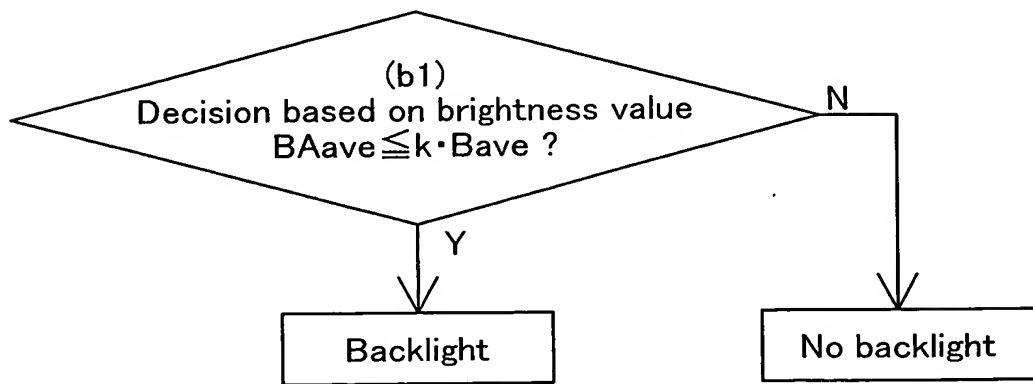 (b1)
Decision based on brightness value
BAave≦k・Bave ?
N
Y
Backlight
No backlight